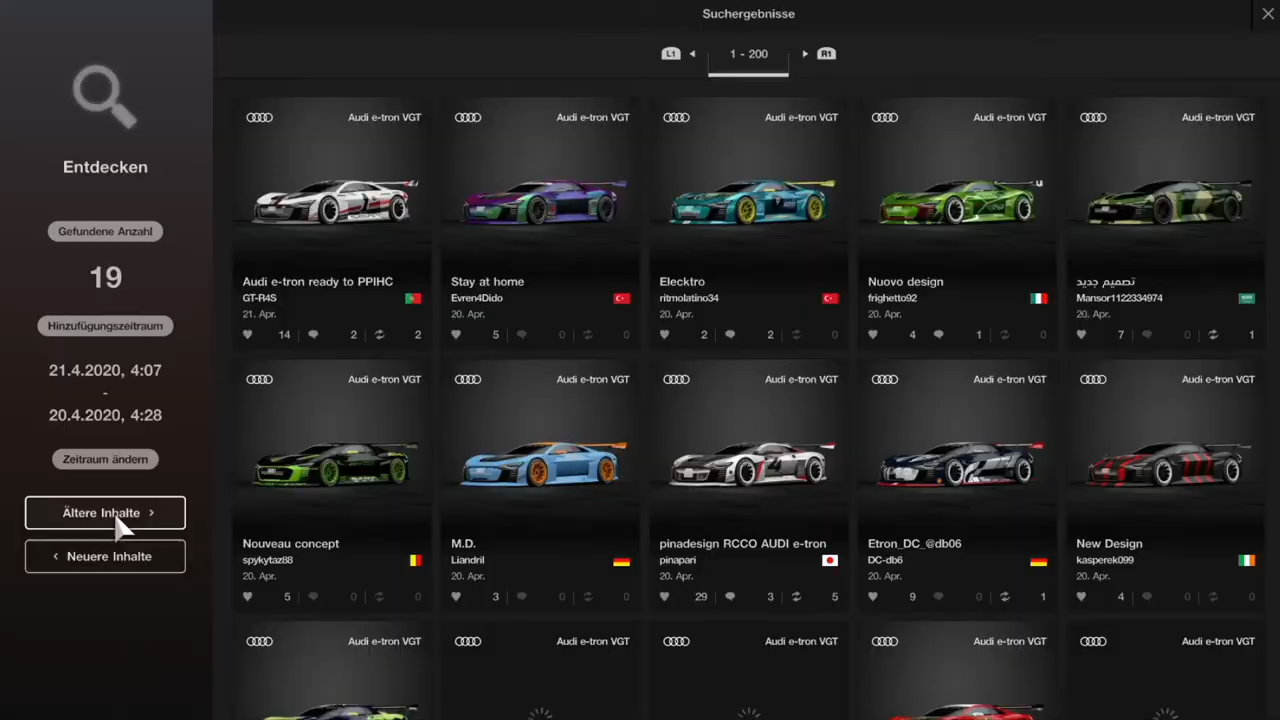 Suchergebnisse
L1 1 - 200 R1
Entdecken
Gefundene Anzahl
19
Hinzufügungszeitraum
21.4.2020, 4:07
-
20.4.2020, 4:28
Zeitraum ändern
Ältere Inhalte
Neuere Inhalte
Audi e-tron VGT
Audi e-tron ready to PPIHC
GT-R4S
21. Apr.
14 2 2
Audi e-tron VGT
Stay at home
Evren4Dido
20. Apr.
5 0 0
Audi e-tron VGT
Elecktro
ritmolatino34
20. Apr.
2 2 0
Audi e-tron VGT
Nuovo design
frighetto92
20. Apr.
4 1 0
Audi e-tron VGT
تصميم جديد
Mansor1122334974
20. Apr.
7 0 1
Audi e-tron VGT
Nouveau concept
spykytaz88
20. Apr.
5 0 0
Audi e-tron VGT
M.D.
Liandril
20. Apr.
3 0 0
Audi e-tron VGT
pinadesign RCCO AUDI e-tron
pinapari
20. Apr.
29 3 5
Audi e-tron VGT
Etron_DC_@db06
DC-db6
20. Apr.
9 0 1
Audi e-tron VGT
New Design
kasperek099
20. Apr.
4 0 0
Audi e-tron VGT
Audi e-tron VGT
Audi e-tron VGT
Audi e-tron VGT
Audi e-tron VGT